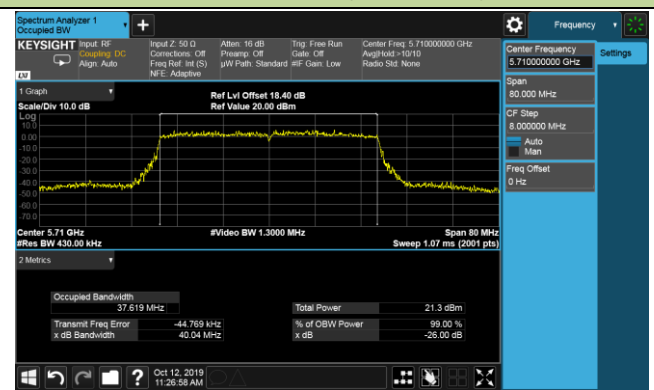 Spectrum Analyzer 1
Occupied BW
Frequency
KEYSIGHT
Input: RF
Coupling: DC
Align: Auto
Input Z: 50 Ω
Corrections: Off
Freq Ref: Int (S)
NFE: Adaptive
Atten: 16 dB
Preamp: Off
µW Path: Standard
Trig: Free Run
Gate: Off
#IF Gain: Low
Center Freq: 5.710000000 GHz
Avg|Hold:>10/10
Radio Std: None
LXI
Center Frequency
5.710000000 GHz
Settings
Span
80.000 MHz
CF Step
8.000000 MHz
Auto
Man
Freq Offset
0 Hz
1 Graph
Scale/Div 10.0 dB
Ref Lvl Offset 18.40 dB
Ref Value 20.00 dBm
Log
10.0
0.00
-10.0
-20.0
-30.0
-40.0
-50.0
-60.0
-70.0
Center 5.71 GHz
#Res BW 430.00 kHz
#Video BW 1.3000 MHz
Span 80 MHz
Sweep 1.07 ms (2001 pts)
2 Metrics
Occupied Bandwidth
37.619 MHz
Total Power 21.3 dBm
Transmit Freq Error -44.769 kHz
% of OBW Power 99.00 %
x dB Bandwidth 40.04 MHz
x dB -26.00 dB
?
Oct 12, 2019
11:26:58 AM